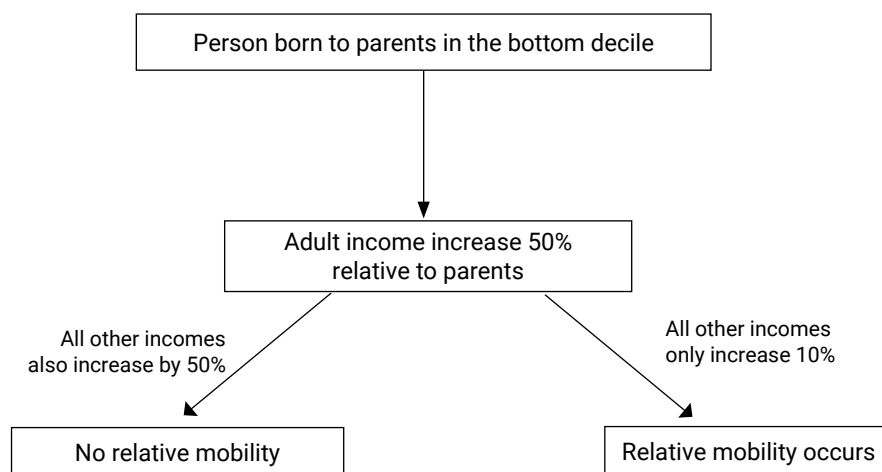 Person born to parents in the bottom decile
Adult income increase 50%
relative to parents
All other incomes
also increase by 50%
All other incomes
only increase 10%
No relative mobility
Relative mobility occurs